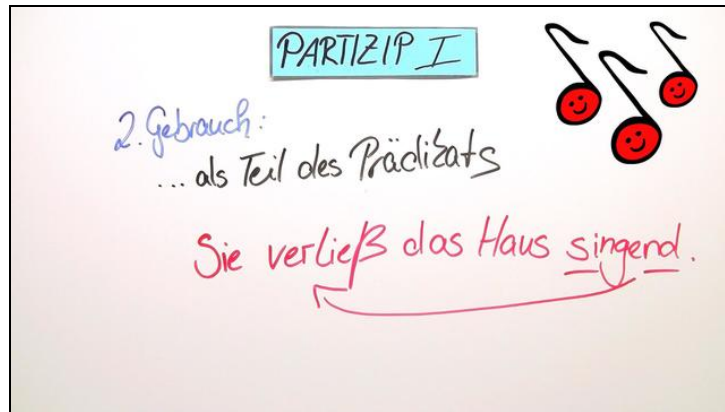 PARTIZIP I
2. Gebrauch:
... als Teil des Prädikats
Sie verließ das Haus singend.